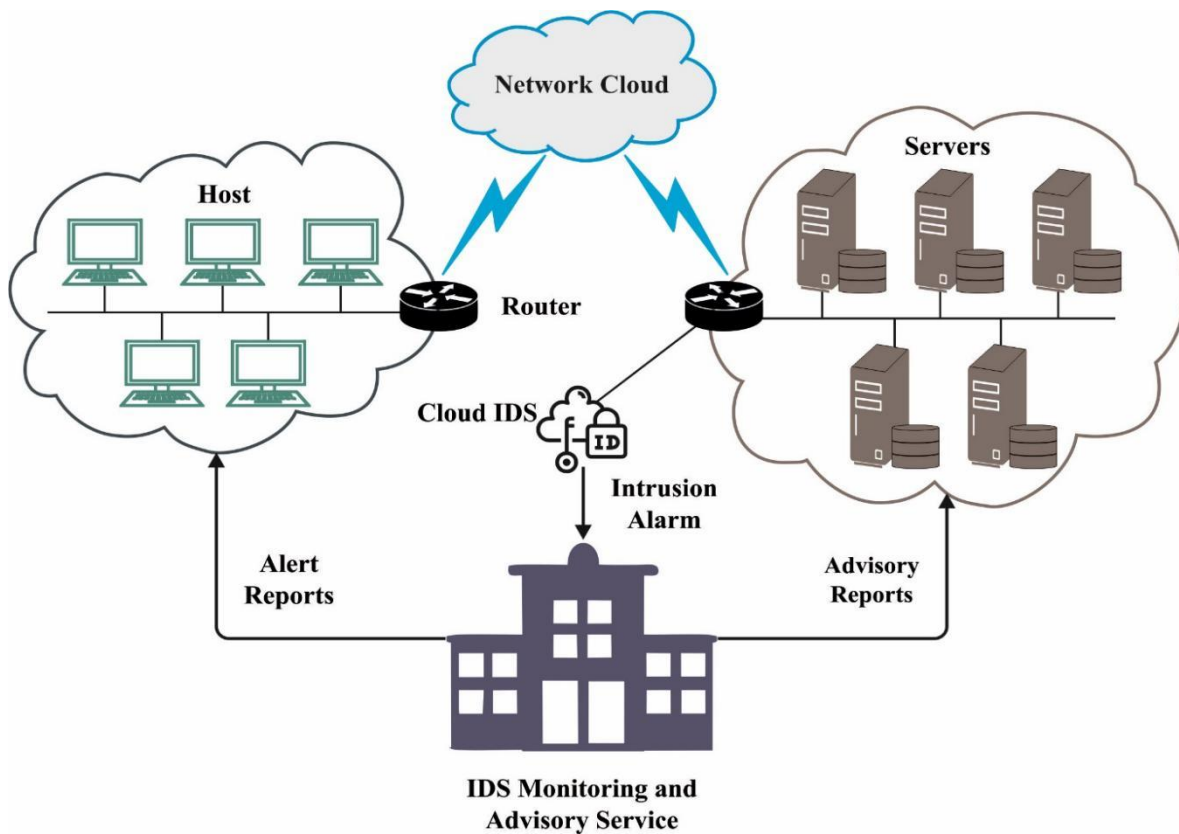 Network Cloud
Servers
Host
Router
Cloud IDS
ID
Intrusion
Alarm
Alert
Reports
Advisory
Reports
IDS Monitoring and
Advisory Service